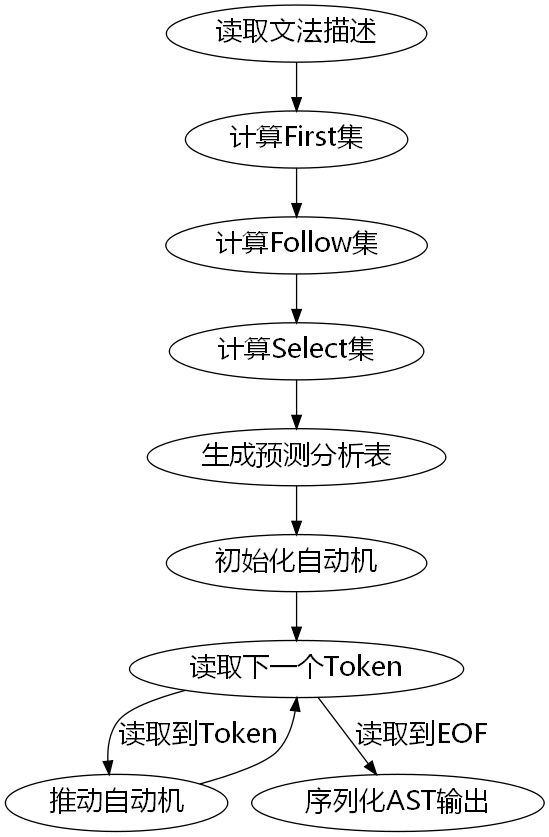 读取文法描述
计算First集
计算Follow集
计算Select集
生成预测分析表
初始化自动机
读取下一个Token
读取到Token
读取到EOF
推动自动机
序列化AST输出